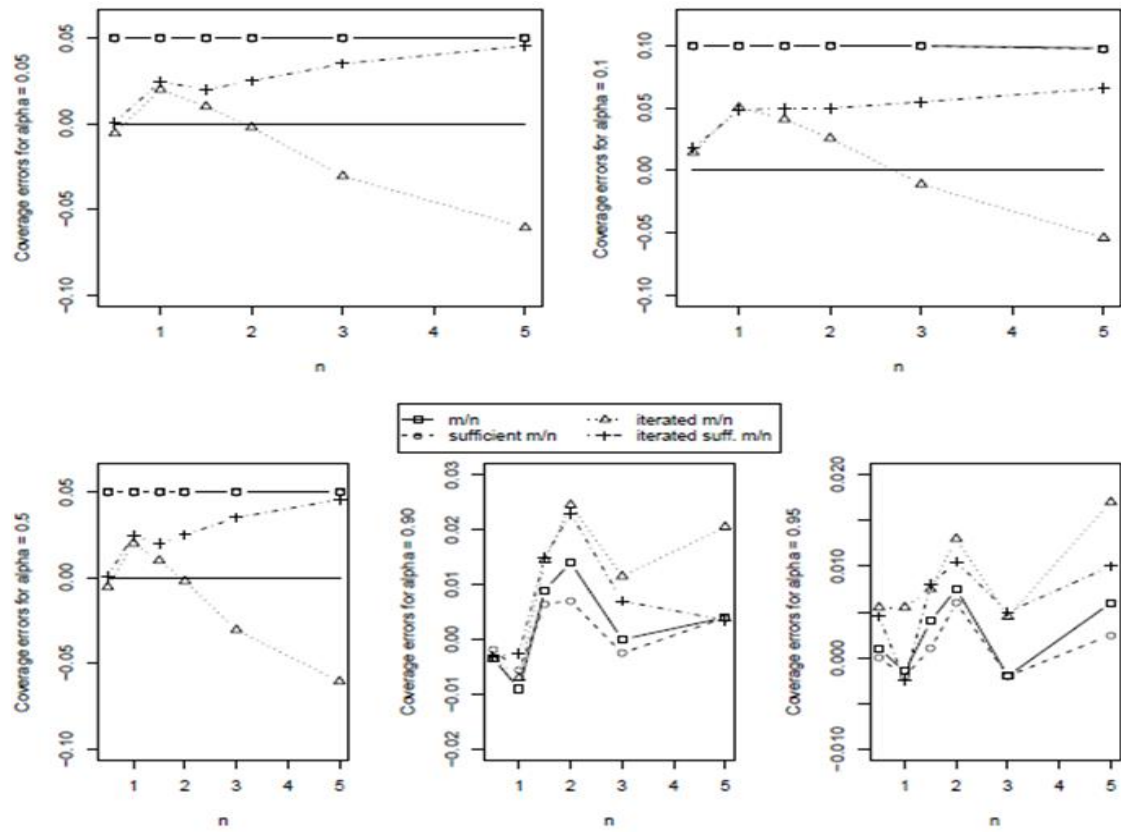 Coverage errors for alpha = 0.05
0.05
0.00
−0.05
−0.10
1 2 3 4 5
n
Coverage errors for alpha = 0.1
0.10
0.05
0.00
−0.05
−0.10
1 2 3 4 5
n
m/n
sufficient m/n
iterated m/n
iterated suff. m/n
Coverage errors for alpha = 0.5
0.05
0.00
−0.05
−0.10
1 2 3 4 5
n
Coverage errors for alpha = 0.90
0.03
0.02
0.01
0.00
−0.01
−0.02
1 2 3 4 5
n
Coverage errors for alpha = 0.95
0.020
0.010
0.000
−0.010
1 2 3 4 5
n